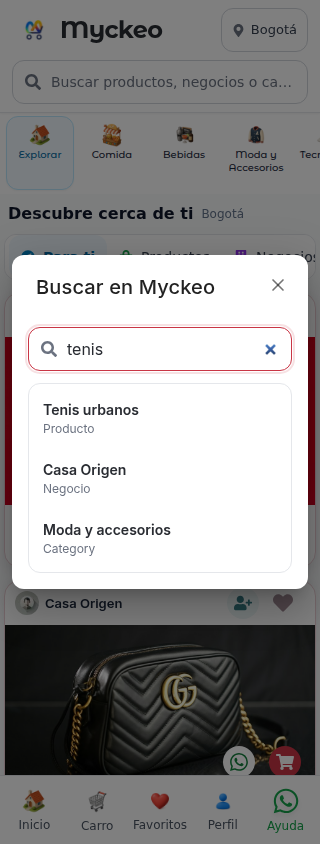 Myckeo
Bogotá
Buscar productos, negocios o ca...
Explorar
Comida
Bebidas
Moda y
Accesorios
Descubre cerca de ti Bogotá
Buscar en Myckeo
tenis
Tenis urbanos
Producto
Casa Origen
Negocio
Moda y accesorios
Category
Casa Origen
Inicio
Carro
Favoritos
Perfil
Ayuda